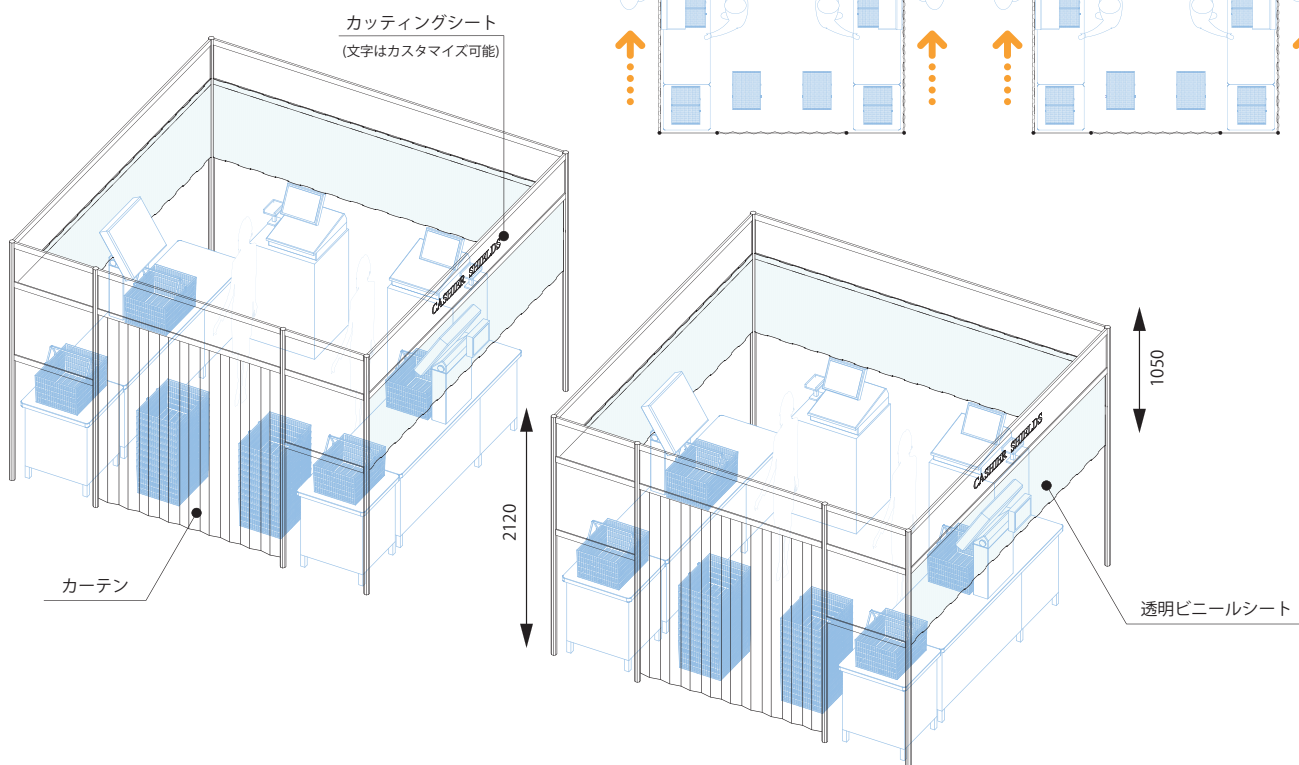 カッティングシート
(文字はカスタマイズ可能)
CASHIER SHIELDS
1050
CASHIER SHIELDS
2120
カーテン
透明ビニールシート